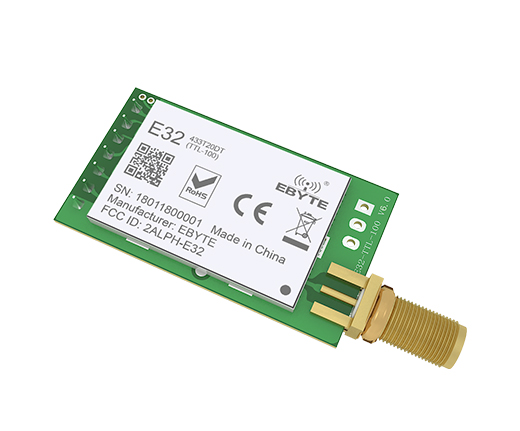 E32 433T20DT
(TTL-100)
RoHS
EBYTE
CE
SN: 18011800001
Made in China
Manufacturer: EBYTE
FCC ID: 2ALPH-E32
E32-TTL-100 V6.0